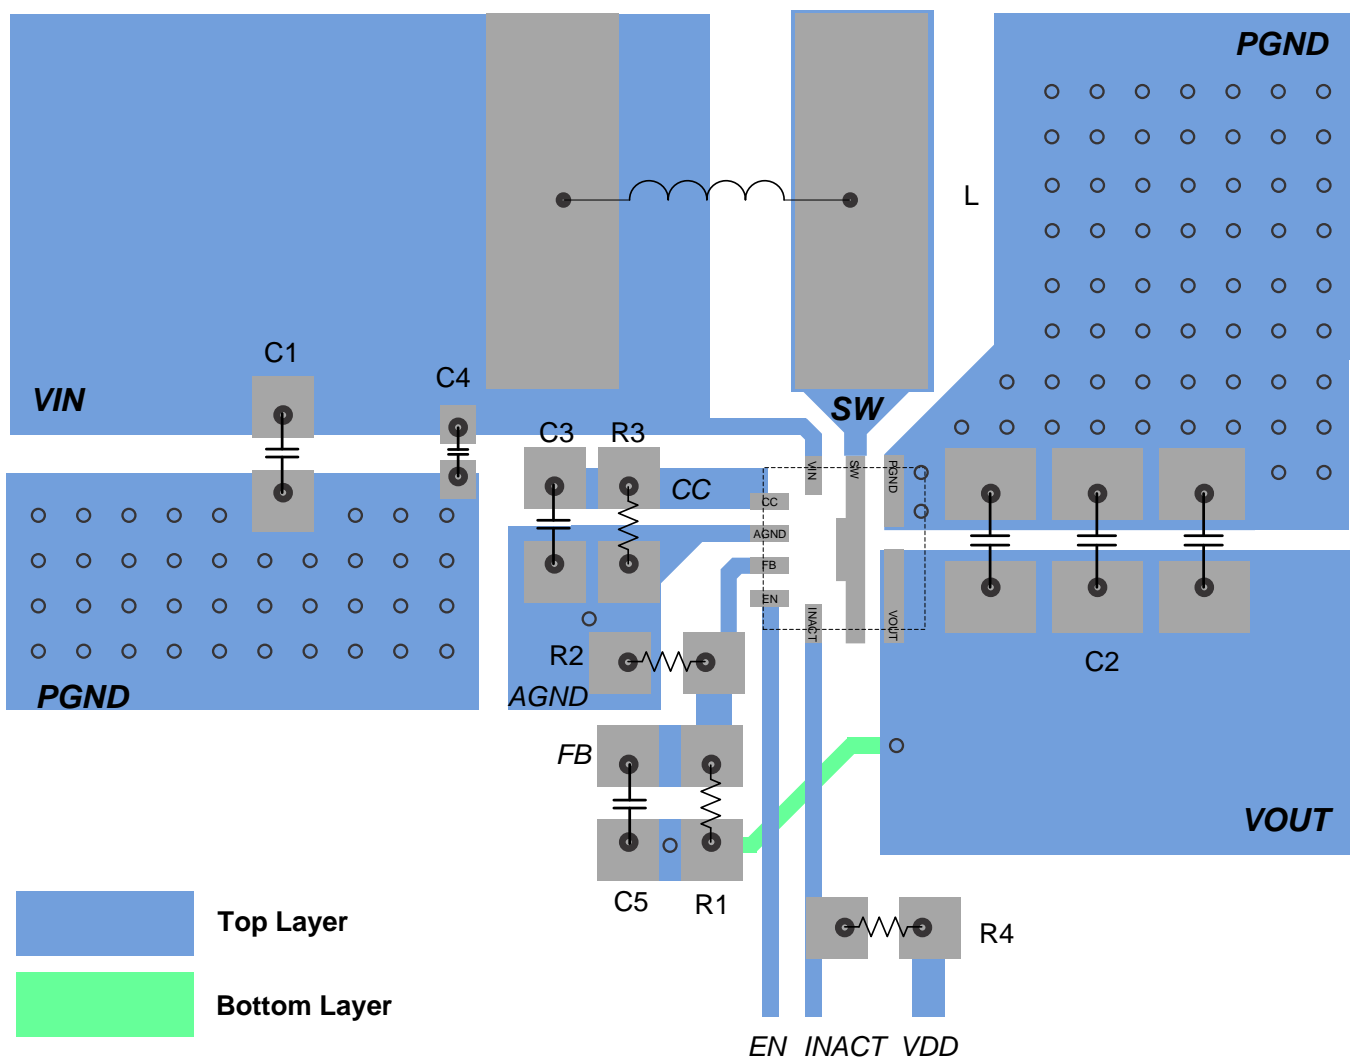 PGND
L
C1
C4
VIN
SW
C3
R3
CC
VIN
SW
PGND
CC
AGND
FB
EN
INACT
VOUT
R2
C2
AGND
PGND
FB
VOUT
C5
R1
Top Layer
R4
Bottom Layer
EN INACT VDD